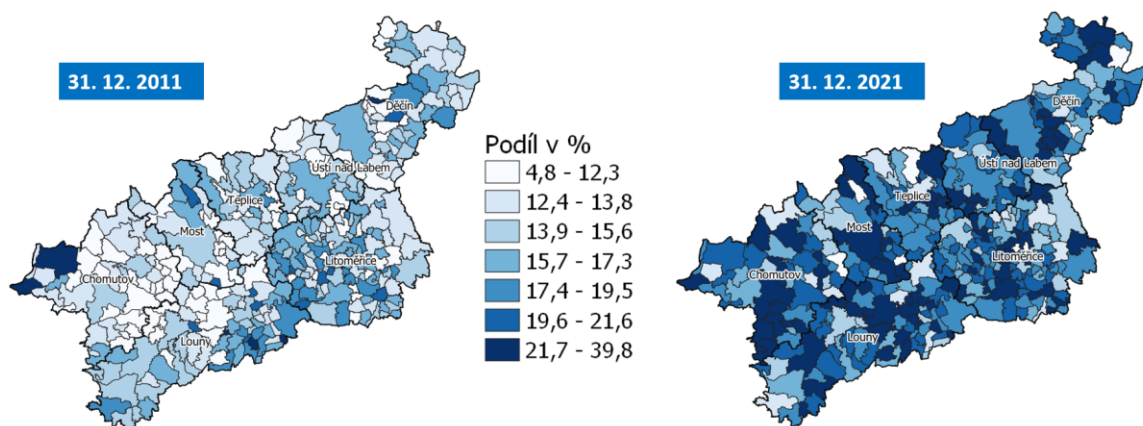 31. 12. 2011
Děčín
Ústí nad Labem
Teplice
Most
Litoměřice
Chomutov
Louny
Podíl v %
4,8 - 12,3
12,4 - 13,8
13,9 - 15,6
15,7 - 17,3
17,4 - 19,5
19,6 - 21,6
21,7 - 39,8
31. 12. 2021
Děčín
Ústí nad Labem
Teplice
Most
Litoměřice
Chomutov
Louny